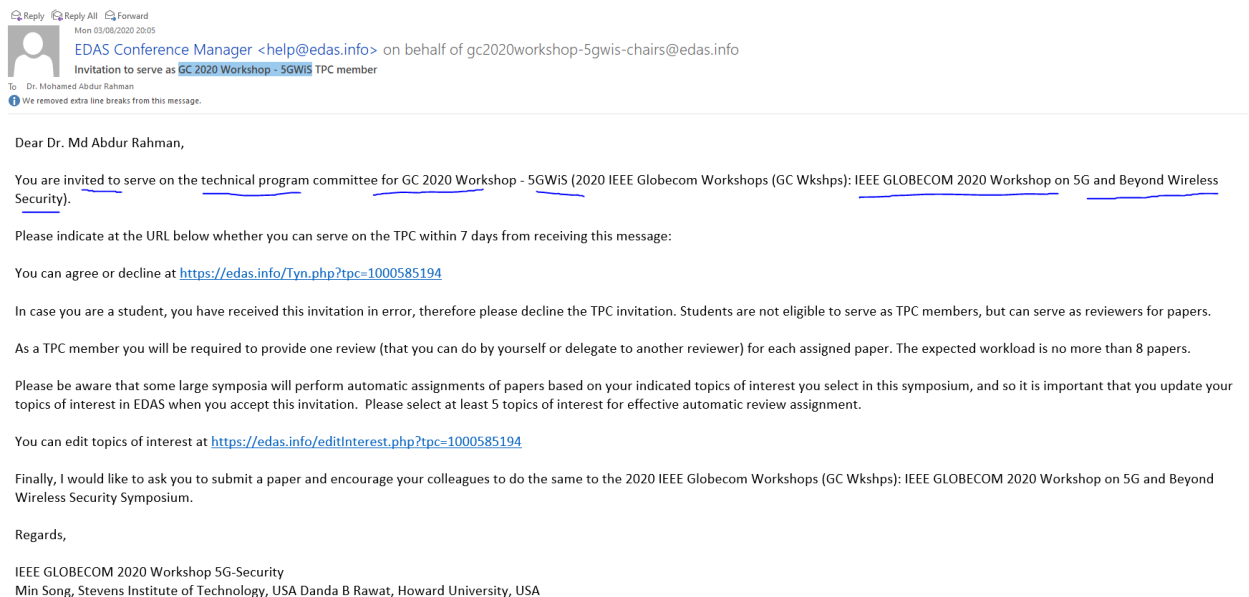 Reply Reply All Forward
Mon 03/08/2020 20:05
EDAS Conference Manager <help@edas.info> on behalf of gc2020workshop-5gwis-chairs@edas.info
Invitation to serve as GC 2020 Workshop - 5GWiS TPC member
To Dr. Mohamed Abdur Rahman
We removed extra line breaks from this message.
Dear Dr. Md Abdur Rahman,
You are invited to serve on the technical program committee for GC 2020 Workshop - 5GWiS (2020 IEEE Globecom Workshops (GC Wkshps): IEEE GLOBECOM 2020 Workshop on 5G and Beyond Wireless
Security).
Please indicate at the URL below whether you can serve on the TPC within 7 days from receiving this message:
You can agree or decline at https://edas.info/Tyn.php?tpc=1000585194
In case you are a student, you have received this invitation in error, therefore please decline the TPC invitation. Students are not eligible to serve as TPC members, but can serve as reviewers for papers.
As a TPC member you will be required to provide one review (that you can do by yourself or delegate to another reviewer) for each assigned paper. The expected workload is no more than 8 papers.
Please be aware that some large symposia will perform automatic assignments of papers based on your indicated topics of interest you select in this symposium, and so it is important that you update your
topics of interest in EDAS when you accept this invitation.  Please select at least 5 topics of interest for effective automatic review assignment.
You can edit topics of interest at https://edas.info/editInterest.php?tpc=1000585194
Finally, I would like to ask you to submit a paper and encourage your colleagues to do the same to the 2020 IEEE Globecom Workshops (GC Wkshps): IEEE GLOBECOM 2020 Workshop on 5G and Beyond
Wireless Security Symposium.
Regards,
IEEE GLOBECOM 2020 Workshop 5G-Security
Min Song, Stevens Institute of Technology, USA Danda B Rawat, Howard University, USA